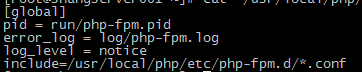 [global]
pid = run/php-fpm.pid
error_log = log/php-fpm.log
log_level = notice
include=/usr/local/php/etc/php-fpm.d/*.conf